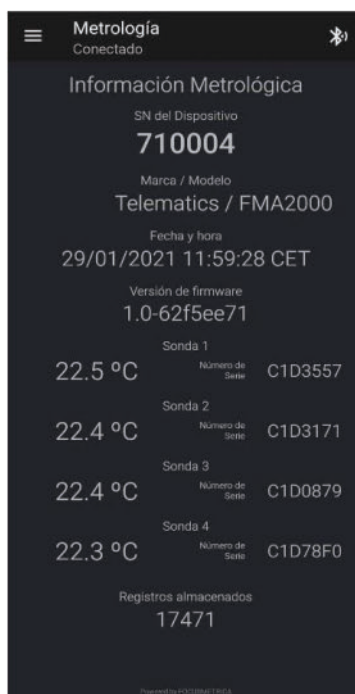 Metrología
Conectado
Información Metrológica
SN del Dispositivo
710004
Marca / Modelo
Telematics / FMA2000
Fecha y hora
29/01/2021 11:59:28 CET
Versión de firmware
1.0-62f5ee71
Sonda 1
22.5 ºC Número de Serie C1D3557
Sonda 2
22.4 ºC Número de Serie C1D3171
Sonda 3
22.4 ºC Número de Serie C1D0879
Sonda 4
22.3 ºC Número de Serie C1D78F0
Registros almacenados
17471
Powered by